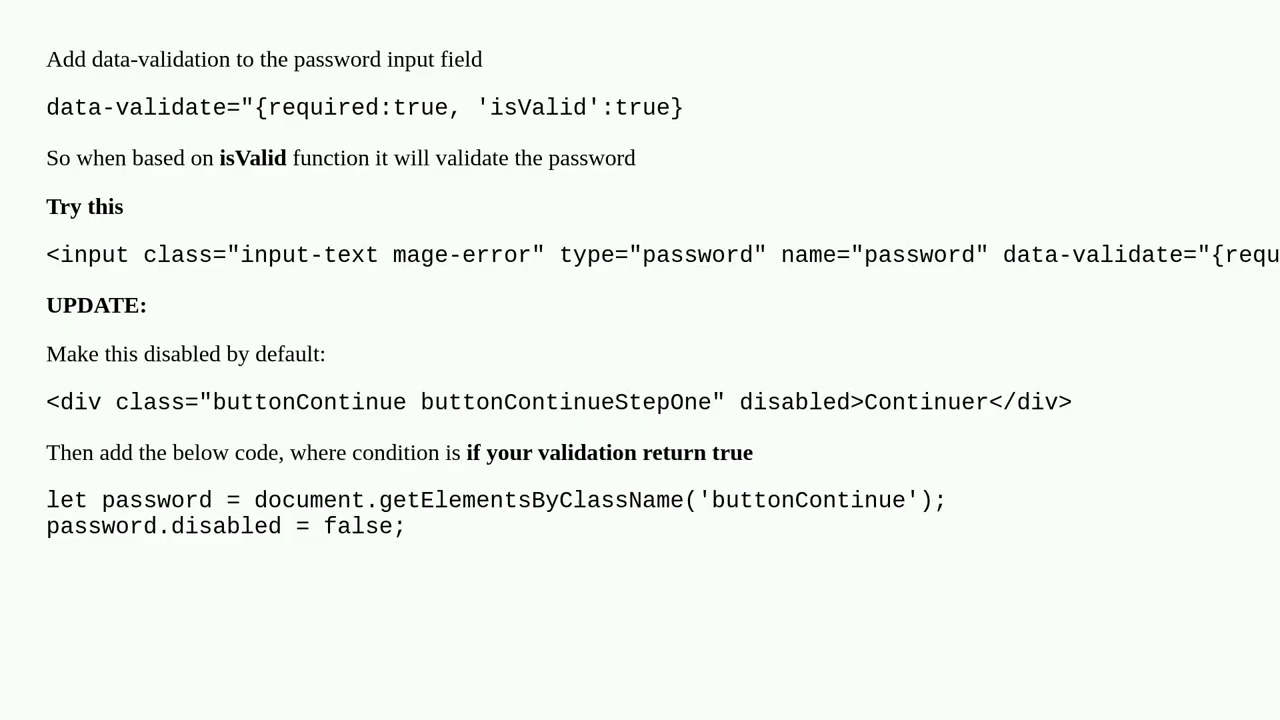 Add data-validation to the password input field
data-validate="{required:true, 'isValid':true}
So when based on isValid function it will validate the password
Try this
<input class="input-text mage-error" type="password" name="password" data-validate="{requ
UPDATE:
Make this disabled by default:
<div class="buttonContinue buttonContinueStepOne" disabled>Continuer</div>
Then add the below code, where condition is if your validation return true
let password = document.getElementsByClassName('buttonContinue');
password.disabled = false;